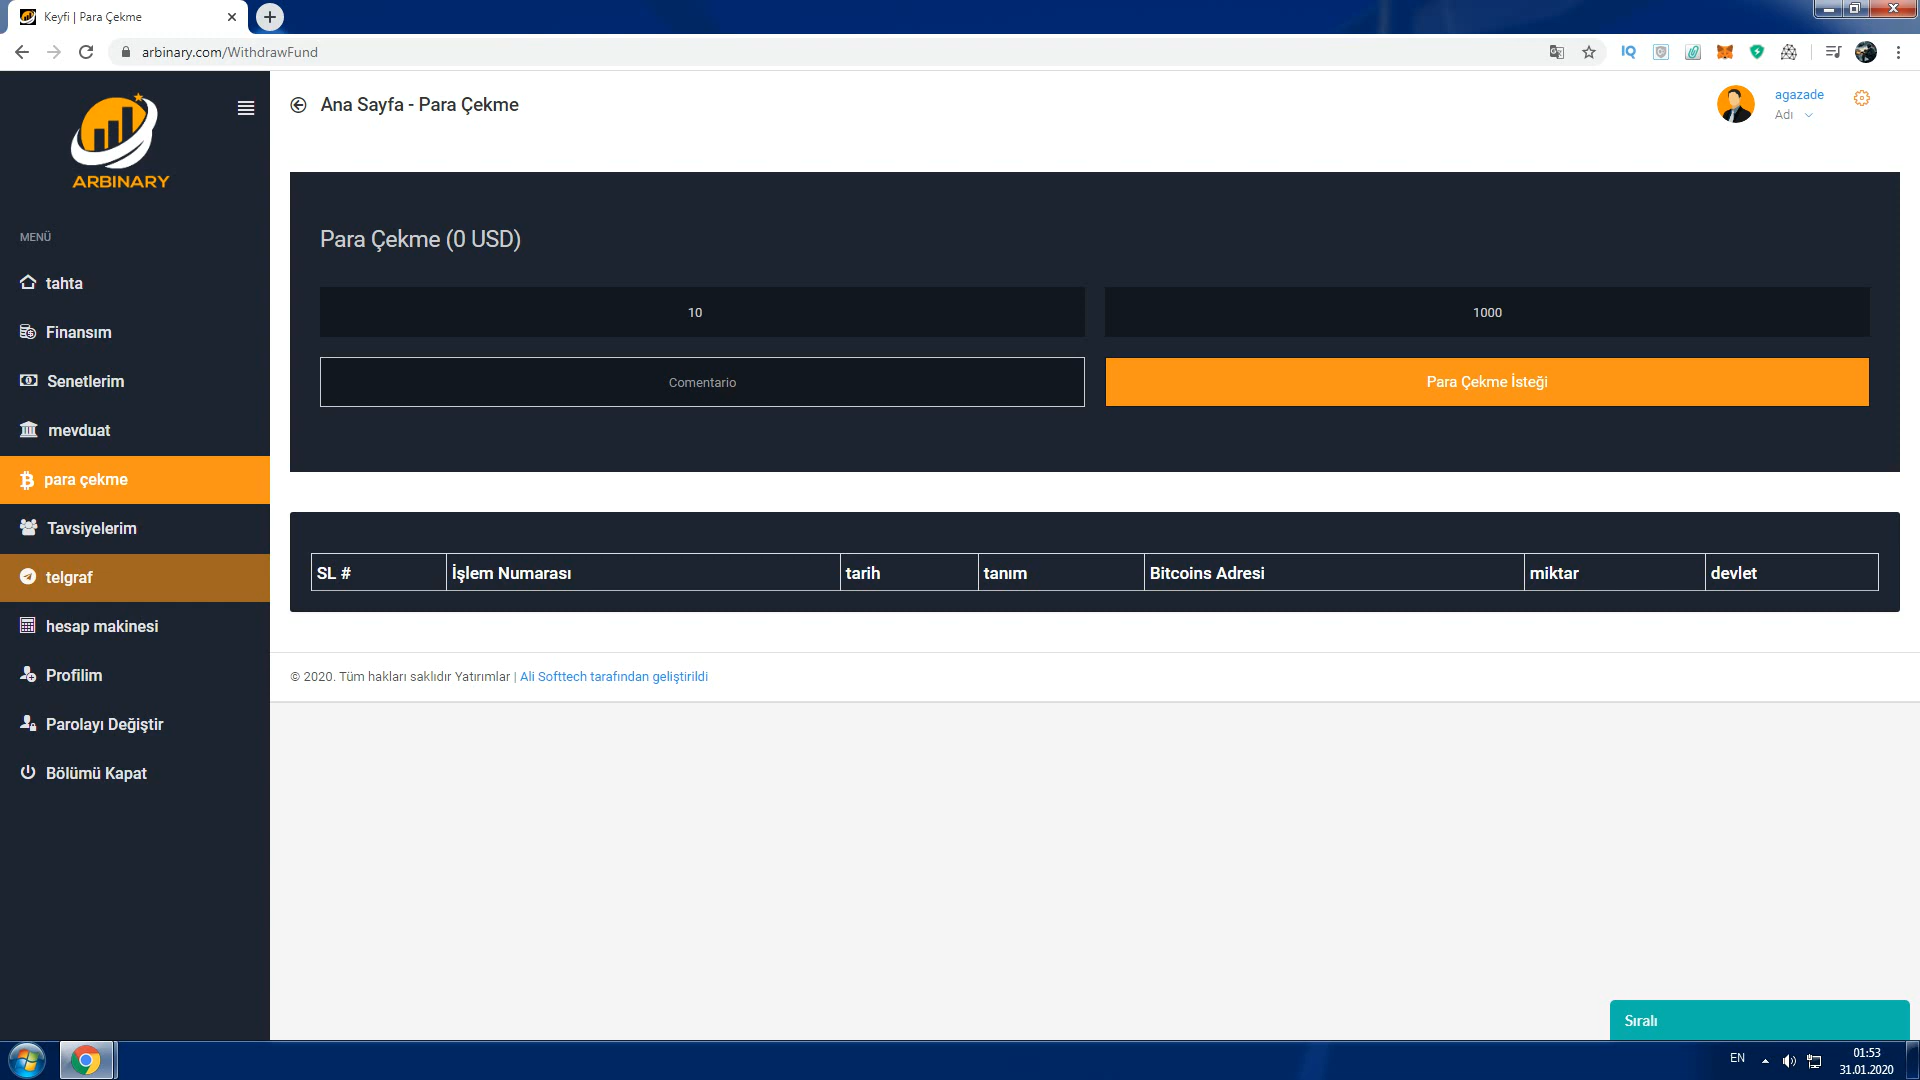 Keyfi | Para Çekme
arbinary.com/WithdrawFund
IQ
ARBINARY
Ana Sayfa - Para Çekme
agazade
Adı
MENÜ
tahta
Finansım
Senetlerim
mevduat
para çekme
Tavsiyelerim
telgraf
hesap makinesi
Profilim
Parolayı Değiştir
Bölümü Kapat
Para Çekme (0 USD)
10 1000
Comentario Para Çekme İsteği
SL # İşlem Numarası tarih tanım Bitcoins Adresi miktar devlet
© 2020. Tüm hakları saklıdır Yatırımlar | Ali Softtech tarafından geliştirildi
Sıralı
EN
01:53
31.01.2020